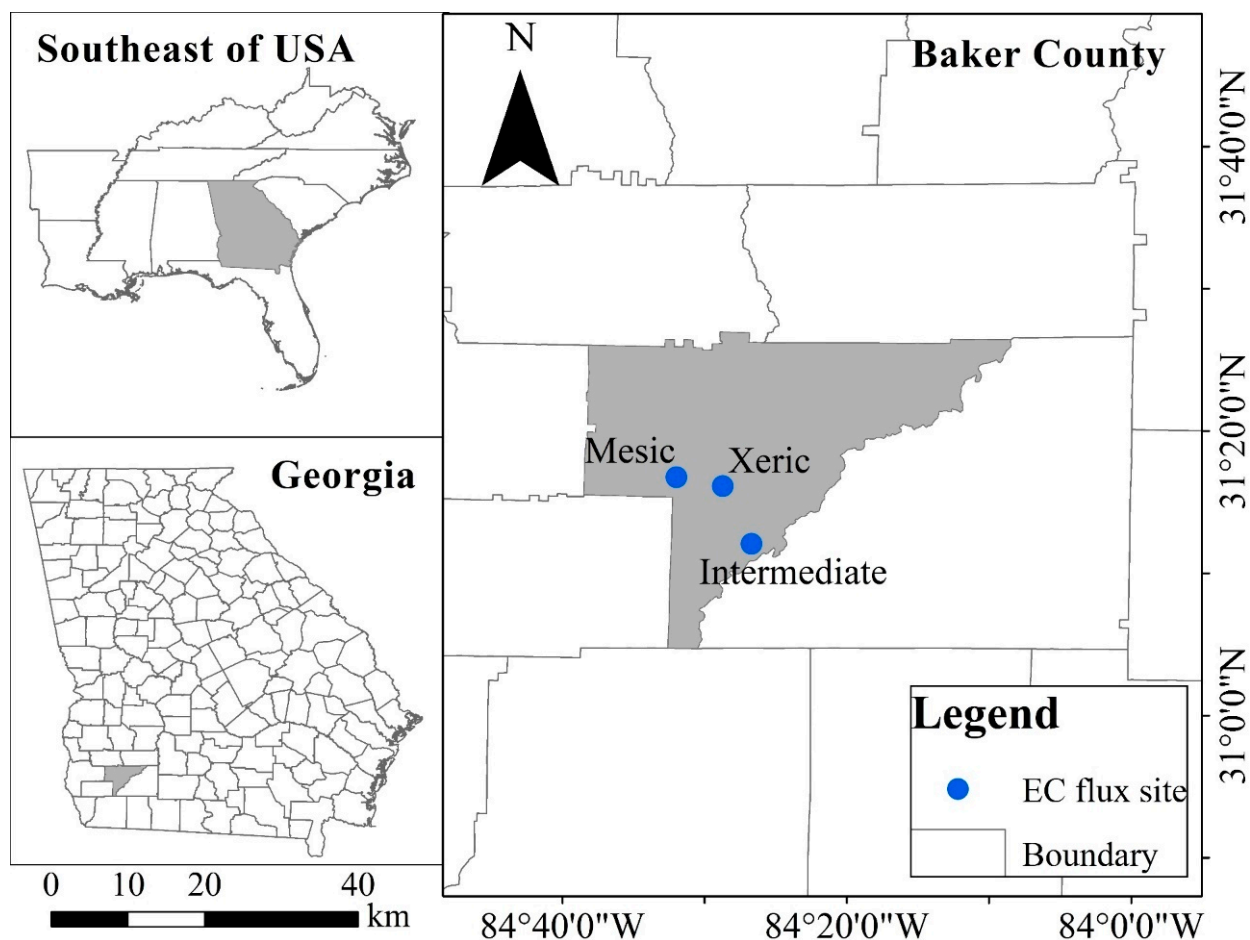 Southeast of USA
Georgia
0 10 20 40
km
N
Baker County
Mesic
Xeric
Intermediate
Legend
EC flux site
Boundary
31°40'0"N
31°20'0"N
31°0'0"N
84°40'0"W 84°20'0"W 84°0'0"W